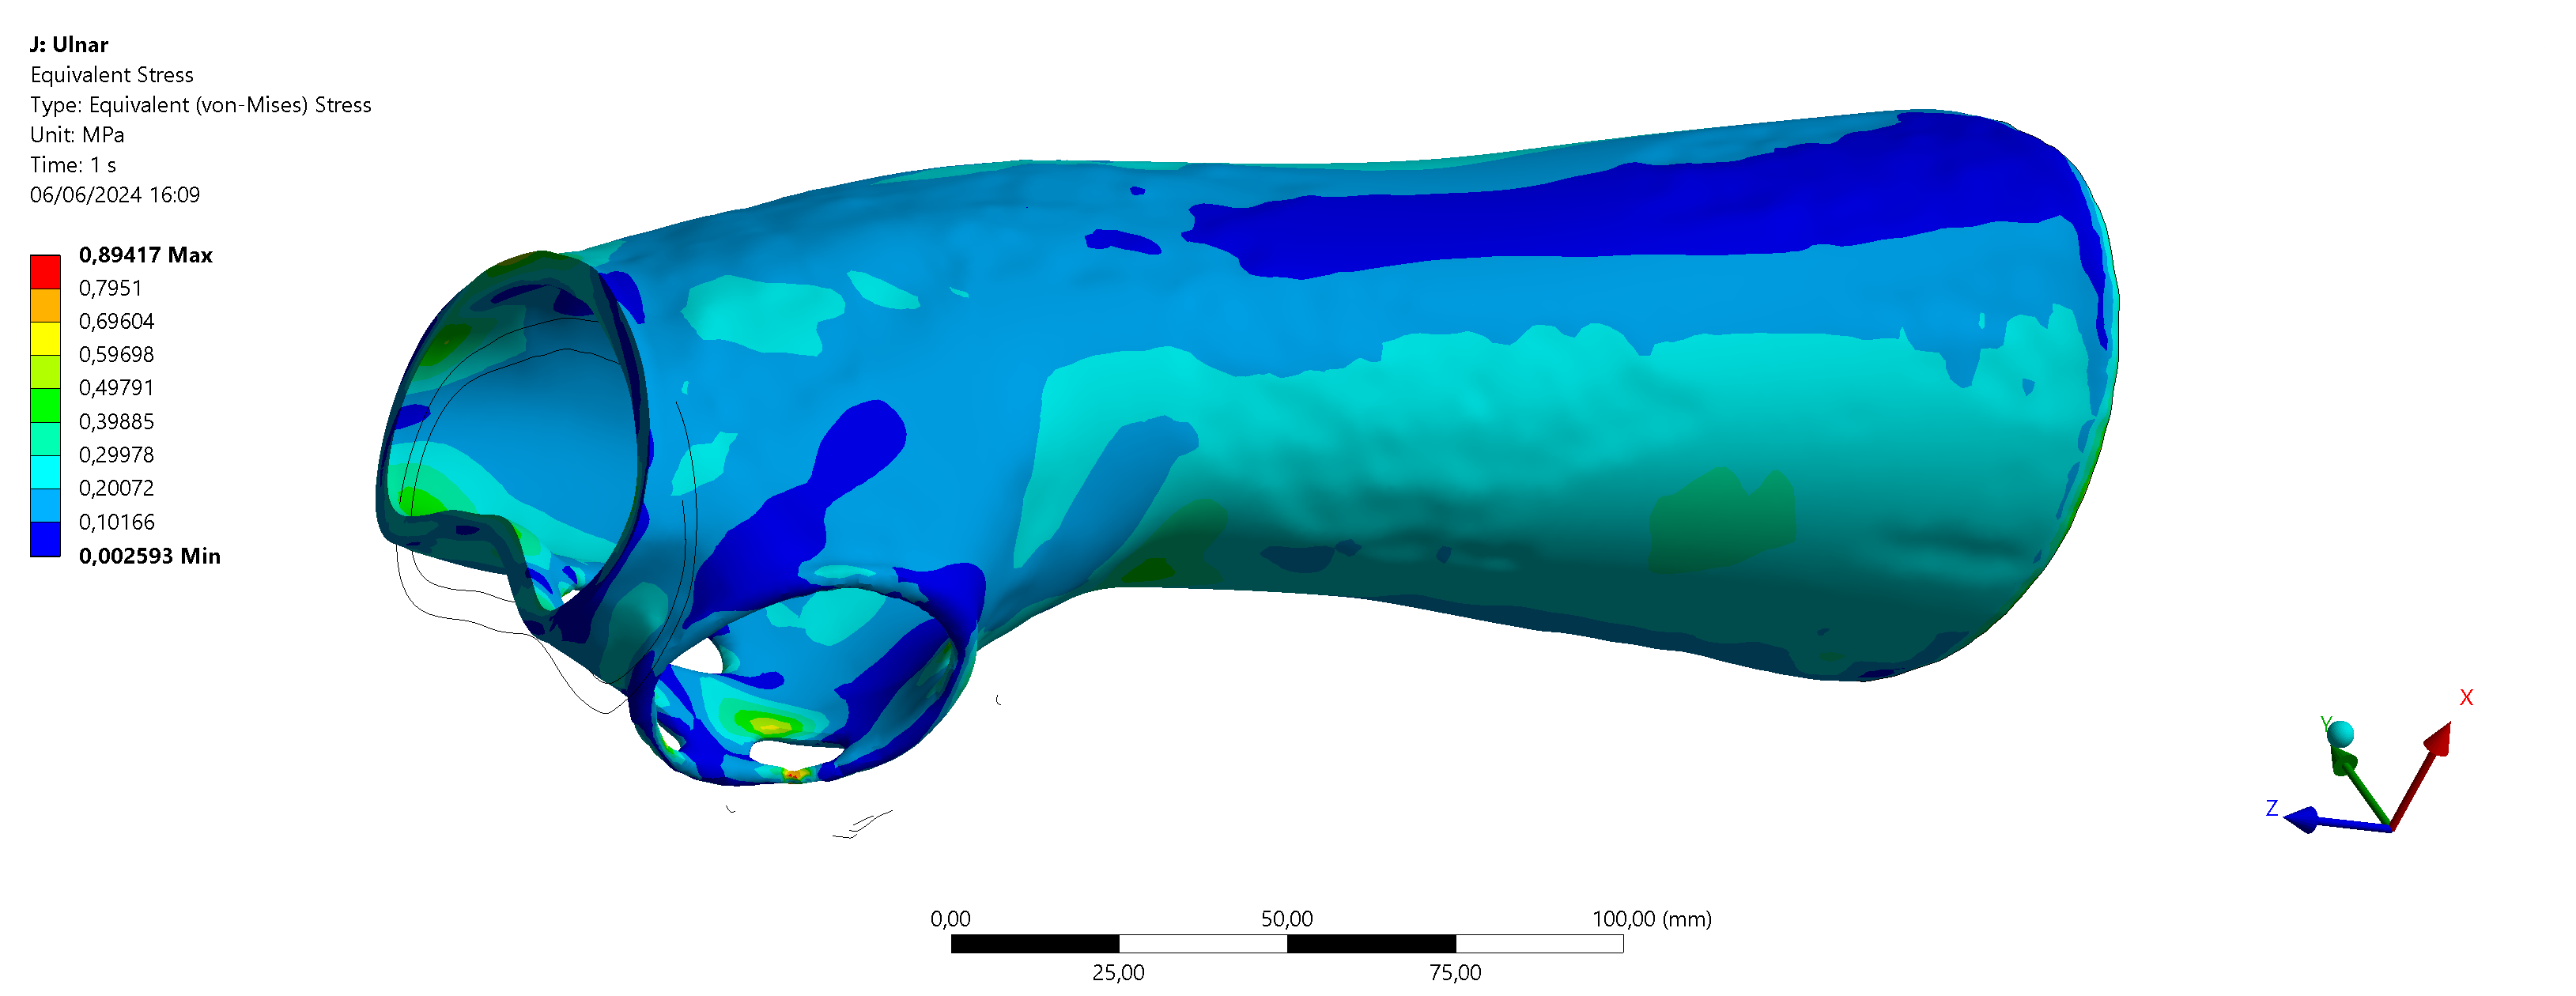 J: Ulnar
Equivalent Stress
Type: Equivalent (von-Mises) Stress
Unit: MPa
Time: 1 s
06/06/2024 16:09
0,89417 Max
0,7951
0,69604
0,59698
0,49791
0,39885
0,29978
0,20072
0,10166
0,002593 Min
X
Y
Z
0,00 50,00 100,00 (mm)
25,00 75,00